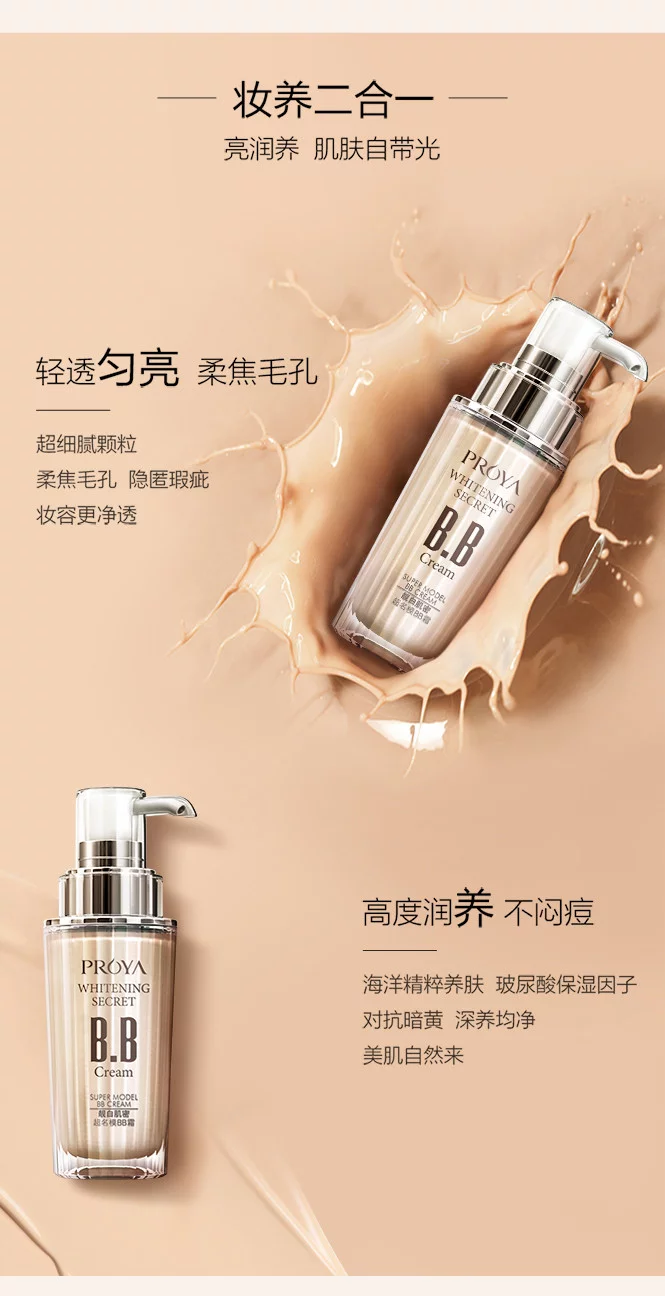 妆养二合一
亮润养 肌肤自带光
轻透匀亮 柔焦毛孔
超细腻颗粒
柔焦毛孔 隐匿瑕疵
妆容更净透
PROYA
WHITENING
SECRET
B.B
Cream
SUPER MODEL
BB CREAM
靓白肌密
超名模BB霜
高度润养 不闷痘
海洋精粹养肤 玻尿酸保湿因子
对抗暗黄 深养均净
美肌自然来
PROYA
WHITENING
SECRET
B.B
Cream
SUPER MODEL
BB CREAM
靓白肌密
超名模BB霜